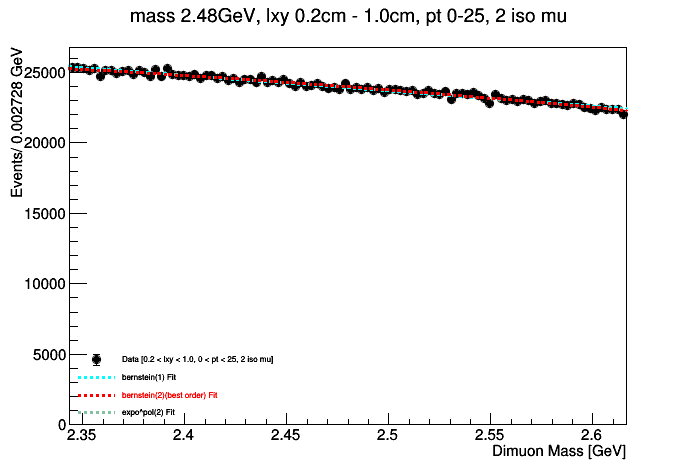 mass 2.48GeV, lxy 0.2cm - 1.0cm, pt 0-25, 2 iso mu
Events/ 0.002728 GeV
25000
20000
15000
10000
5000
0
Data [0.2 < lxy < 1.0, 0 < pt < 25, 2 iso mu]
bernstein(1) Fit
bernstein(2)(best order) Fit
expo^pol(2) Fit
2.35 2.4 2.45 2.5 2.55 2.6
Dimuon Mass [GeV]